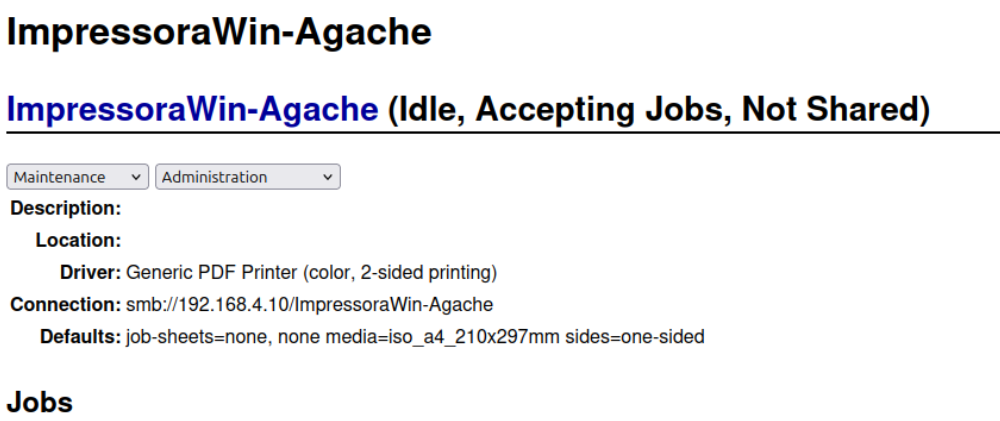 ImpressoraWin-Agache
ImpressoraWin-Agache (Idle, Accepting Jobs, Not Shared)
Maintenance Administration
Description:
Location:
Driver: Generic PDF Printer (color, 2-sided printing)
Connection: smb://192.168.4.10/ImpressoraWin-Agache
Defaults: job-sheets=none, none media=iso_a4_210x297mm sides=one-sided
Jobs